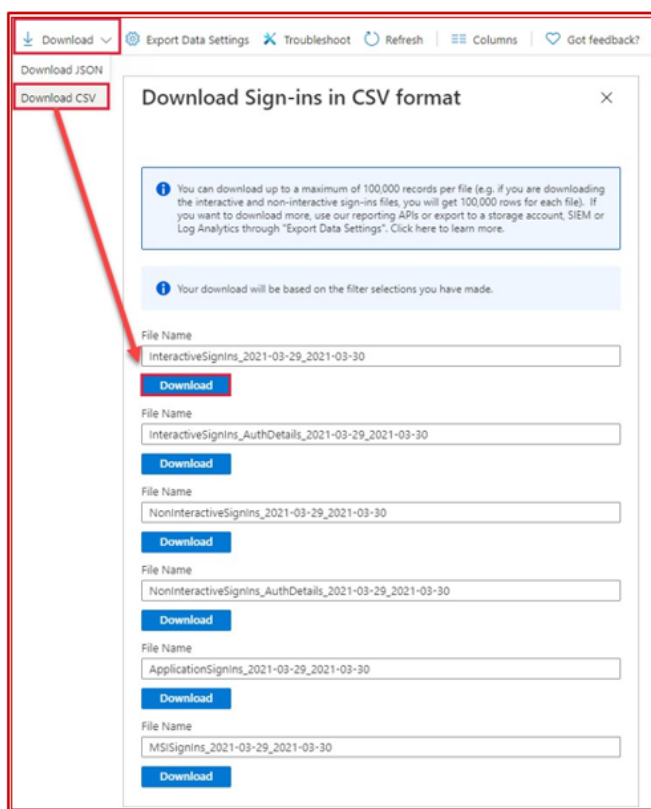 Download
Export Data Settings
Troubleshoot
Refresh
Columns
Got feedback?
Download JSON
Download CSV
Download Sign-ins in CSV format
You can download up to a maximum of 100,000 records per file (e.g. if you are downloading
the interactive and non-interactive sign-ins files, you will get 100,000 rows for each file). If
you want to download more, use our reporting APIs or export to a storage account, SIEM or
Log Analytics through "Export Data Settings". Click here to learn more.
Your download will be based on the filter selections you have made.
File Name
InteractiveSignIns_2021-03-29_2021-03-30
Download
File Name
InteractiveSignIns_AuthDetails_2021-03-29_2021-03-30
Download
File Name
NonInteractiveSignIns_2021-03-29_2021-03-30
Download
File Name
NonInteractiveSignIns_AuthDetails_2021-03-29_2021-03-30
Download
File Name
ApplicationSignIns_2021-03-29_2021-03-30
Download
File Name
MSISignIns_2021-03-29_2021-03-30
Download